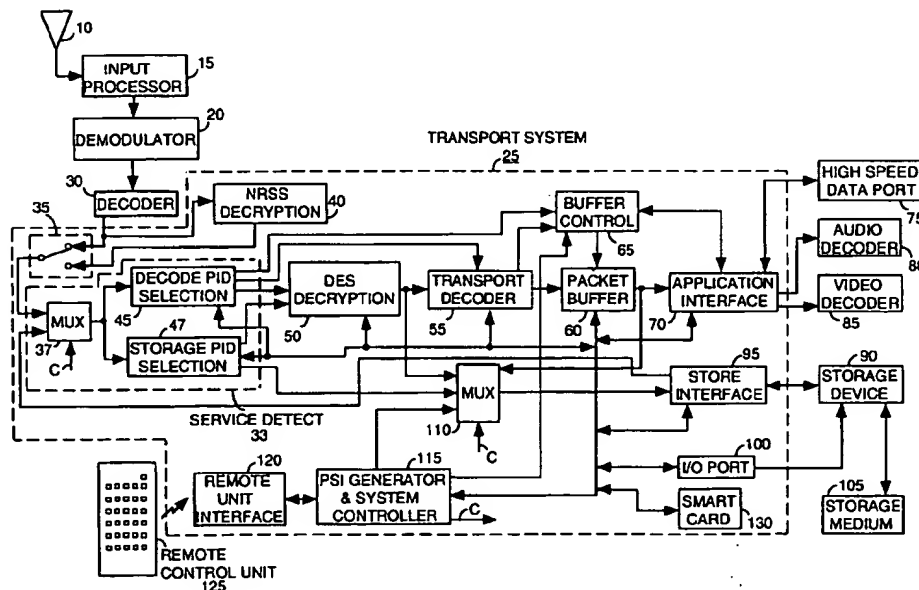 10
INPUT
PROCESSOR
15
DEMODULATOR
20
TRANSPORT SYSTEM
25
DECODER
30
35
NRSS
DECRYPTION
40
BUFFER
CONTROL
65
HIGH SPEED
DATA PORT
75
AUDIO
DECODER
80
DECODE PID
SELECTION
45
DES
DECRYPTION
50
TRANSPORT
DECODER
55
PACKET
BUFFER
60
APPLICATION
INTERFACE
70
VIDEO
DECODER
85
MUX
37
C
47
STORAGE PID
SELECTION
SERVICE DETECT
33
MUX
110
C
STORE
INTERFACE
95
90
STORAGE
DEVICE
120
REMOTE
UNIT
INTERFACE
115
PSI GENERATOR
& SYSTEM
CONTROLLER
C
100
I/O PORT
SMART
CARD
130
105
STORAGE
MEDIUM
REMOTE
CONTROL UNIT
125